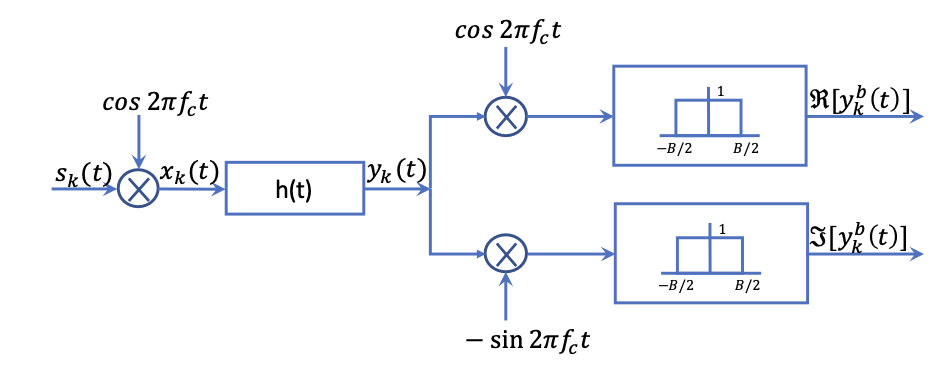 cos 2πf_c t
cos 2πf_c t
1
−B/2 B/2
ℜ[y_k^b(t)]
s_k(t)
x_k(t)
h(t)
y_k(t)
1
−B/2 B/2
ℑ[y_k^b(t)]
− sin 2πf_c t